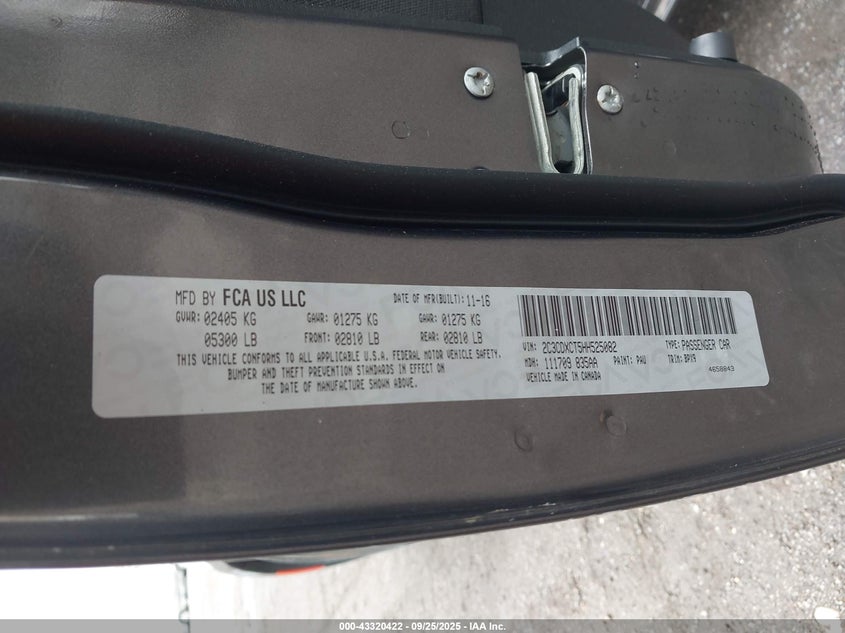 MFD BY FCA US LLC DATE OF MFR(BUILT): 11-16
GVWR: 02405 KG GAWR: 01275 KG GAWR: 01275 KG
05300 LB FRONT: 02810 LB REAR: 02810 LB
THIS VEHICLE CONFORMS TO ALL APPLICABLE U.S.A. FEDERAL MOTOR VEHICLE SAFETY,
BUMPER AND THEFT PREVENTION STANDARDS IN EFFECT ON
THE DATE OF MANUFACTURE SHOWN ABOVE.
VIN: 2C3CDXCT5HH525002 TYPE: PASSENGER CAR
MDH: 111709 835AA PAINT: PAU TRIM: BPX9
VEHICLE MADE IN CANADA 4658843
000-43320422 - 09/25/2025 - IAA Inc.